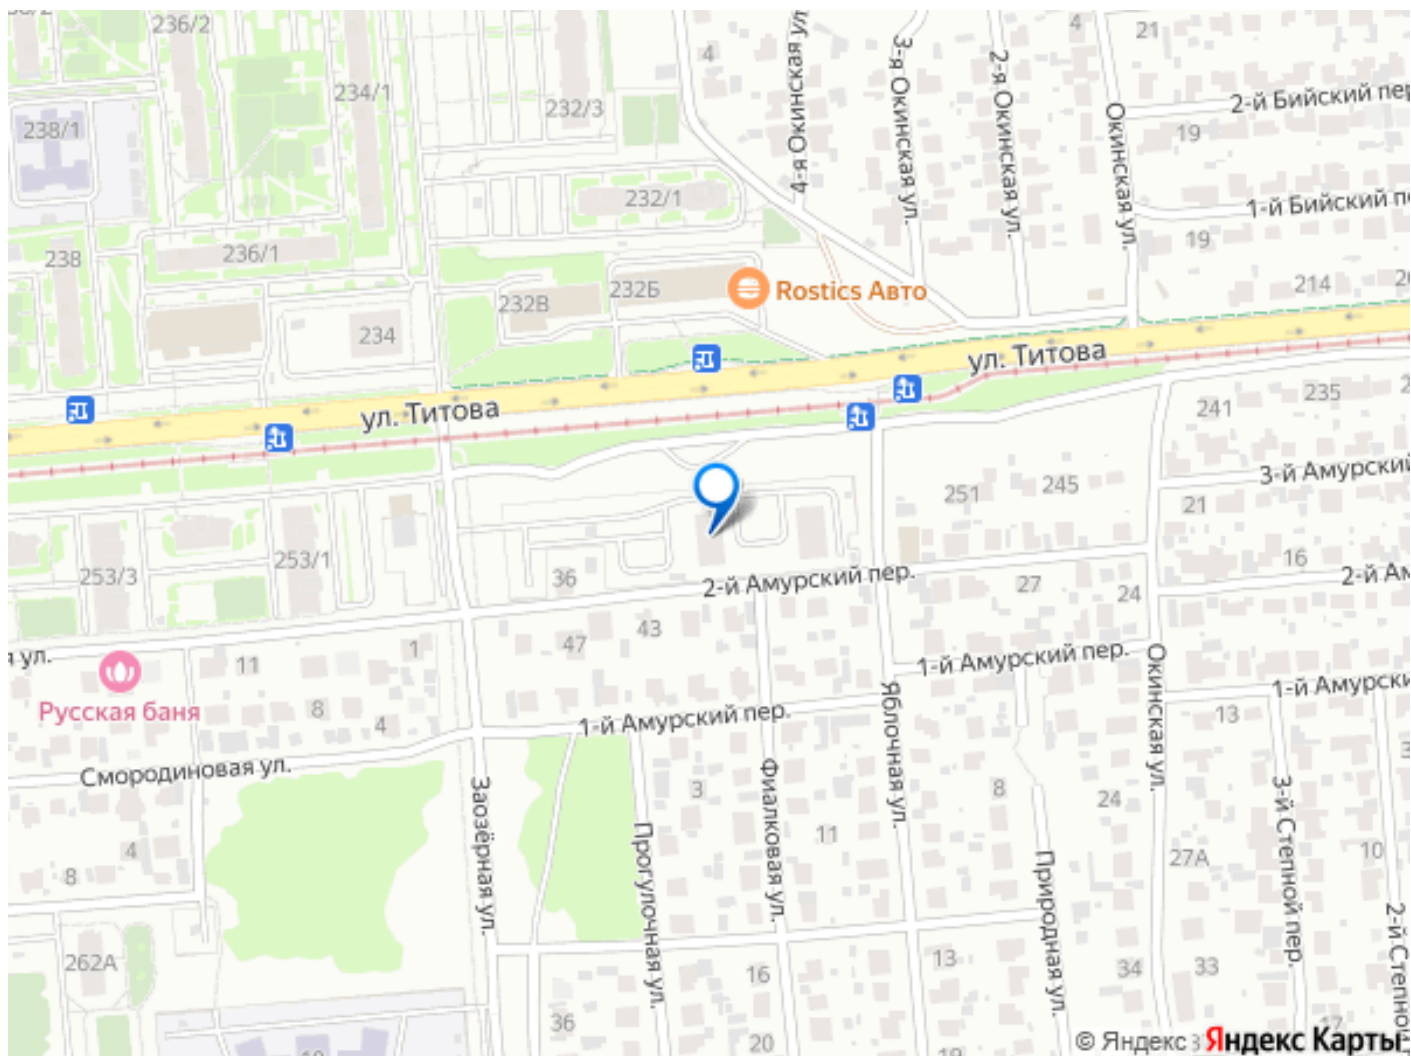 236/2
4
4
21
4-я Окинская ул.
3-я Окинская ул.
2-я Окинская ул.
Окинская ул.
2-й Бийский пер
234/1
232/3
238/1
19
232/1
1-й Бийский п
19
238
236/1
232В
232Б
Rostics Авто
214
234
ул. Титова
ул. Титова
235
241
3-й Амурский
251
245
21
253/3
253/1
36
2-й Амурский пер.
27
24
16
2-й Ам
я ул.
11
1
47
43
1-й Амурский пер.
Окинская ул.
1-й Амурски
Русская баня
8
4
1-й Амурский пер.
Яблочная ул.
13
Смородиновая ул.
Заозёрная ул.
3
Фиалковая ул.
11
8
24
3-й Степной пер.
4
8
Прогулочная ул.
Природная ул.
27А
10
2-й Степной
262А
16
13
34
33
36
20
19
17
© Яндекс Яндекс Карты